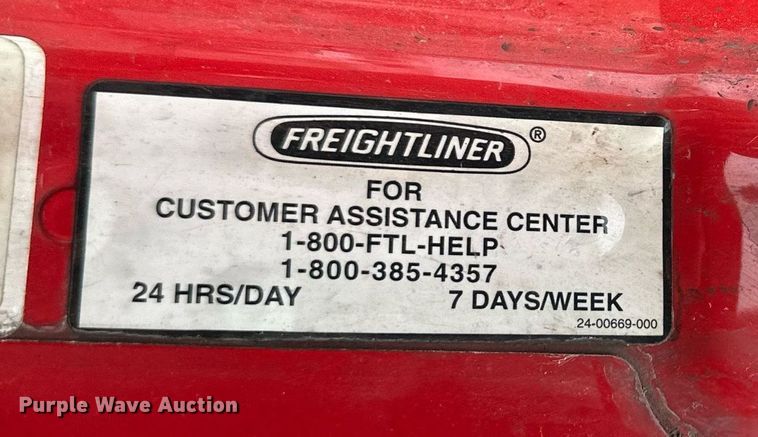 FREIGHTLINER®
FOR
CUSTOMER ASSISTANCE CENTER
1-800-FTL-HELP
1-800-385-4357
24 HRS/DAY 7 DAYS/WEEK
24-00669-000
Purple Wave Auction